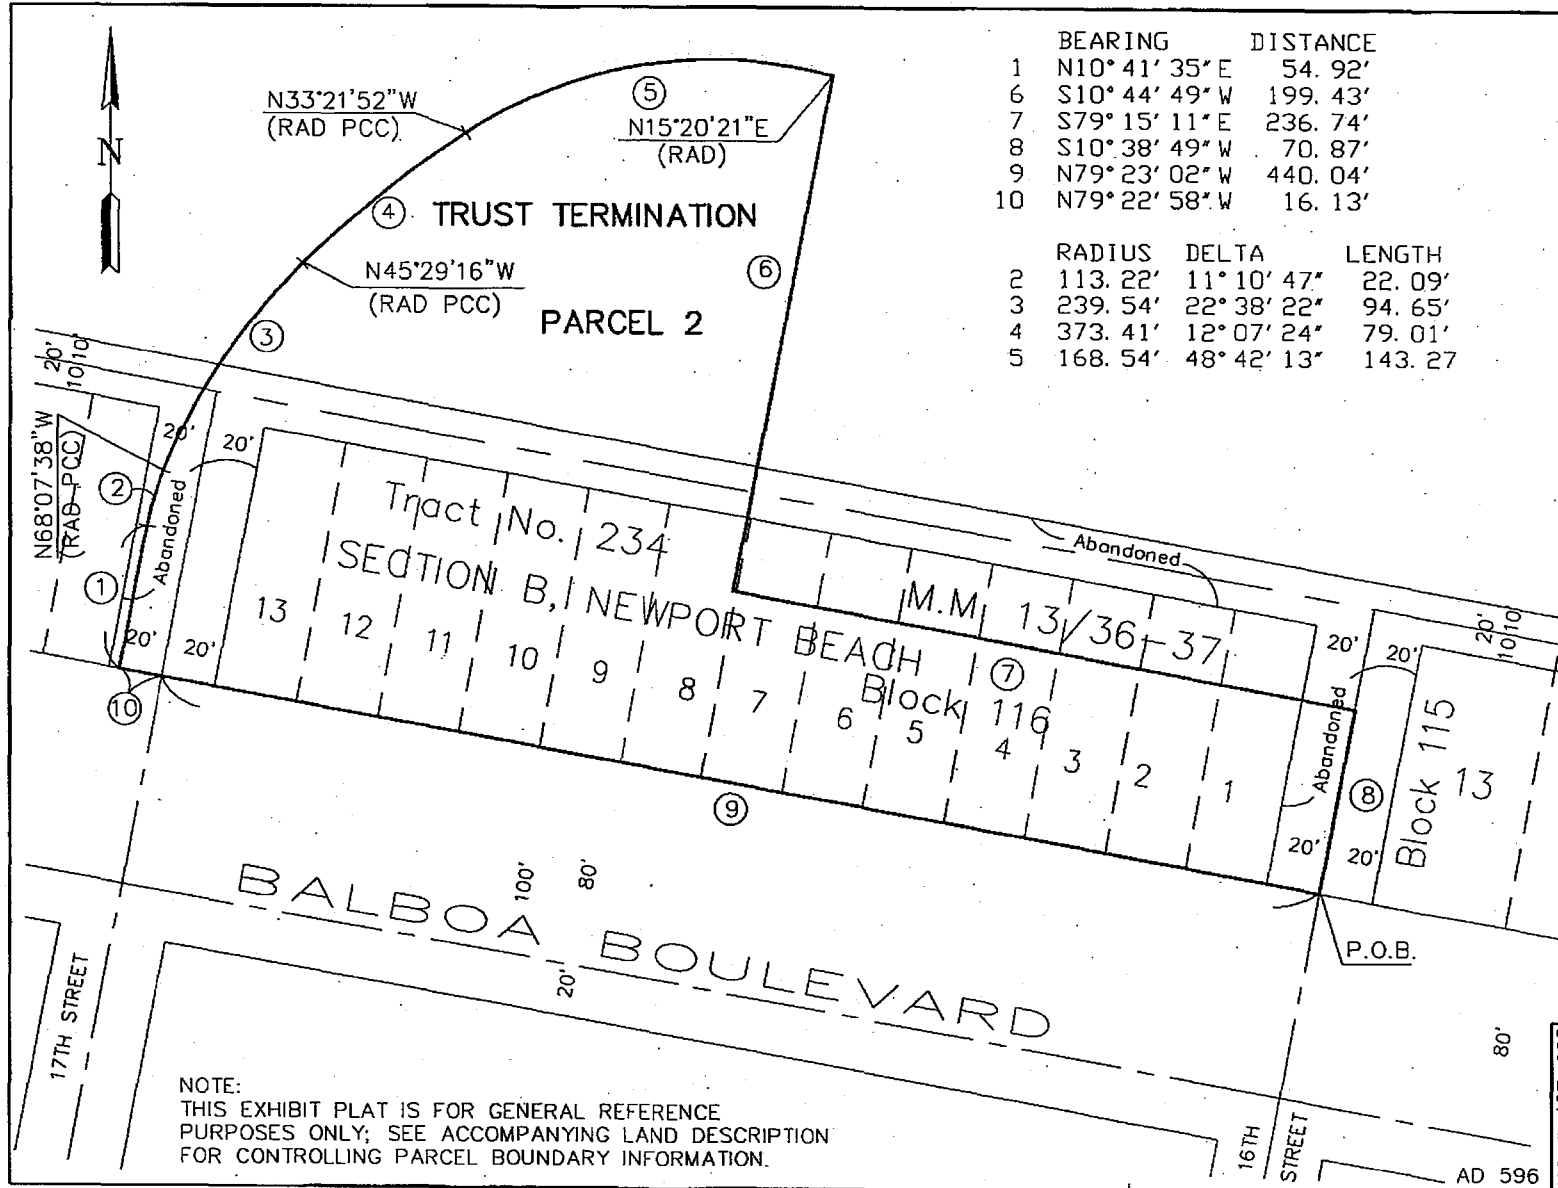 BEARING DISTANCE
1 N10°41'35"E 54.92'
6 S10°44'49"W 199.43'
7 S79°15'11"E 236.74'
8 S10°38'49"W 70.87'
9 N79°23'02"W 440.04'
10 N79°22'58"W 16.13'
RADIUS DELTA LENGTH
2 113.22' 11°10'47" 22.09'
3 239.54' 22°38'22" 94.65'
4 373.41' 12°07'24" 79.01'
5 168.54' 48°42'13" 143.27
N
N33°21'52"W
(RAD PCC)
5
N15°20'21"E
(RAD)
4
TRUST TERMINATION
N45°29'16"W
(RAD PCC)
6
3
PARCEL 2
20'
10'
10'
N68°07'38"W
(RAD PCC)
20'
20'
2
Abandoned
1
20'
20'
10
Tract No. 234
SECTION B, NEWPORT BEACH
M.M. 13/36-37
Block 116
Abandoned
13
12
11
10
9
8
7
6
5
4
3
2
1
7
9
20'
20'
Abandoned
8
20'
20'
20'
10'
10'
Block 115
13
P.O.B.
BALBOA BOULEVARD
100'
80'
20'
17TH STREET
16TH
STREET
80'
NOTE:
THIS EXHIBIT PLAT IS FOR GENERAL REFERENCE
PURPOSES ONLY; SEE ACCOMPANYING LAND DESCRIPTION
FOR CONTROLLING PARCEL BOUNDARY INFORMATION.
AD 596